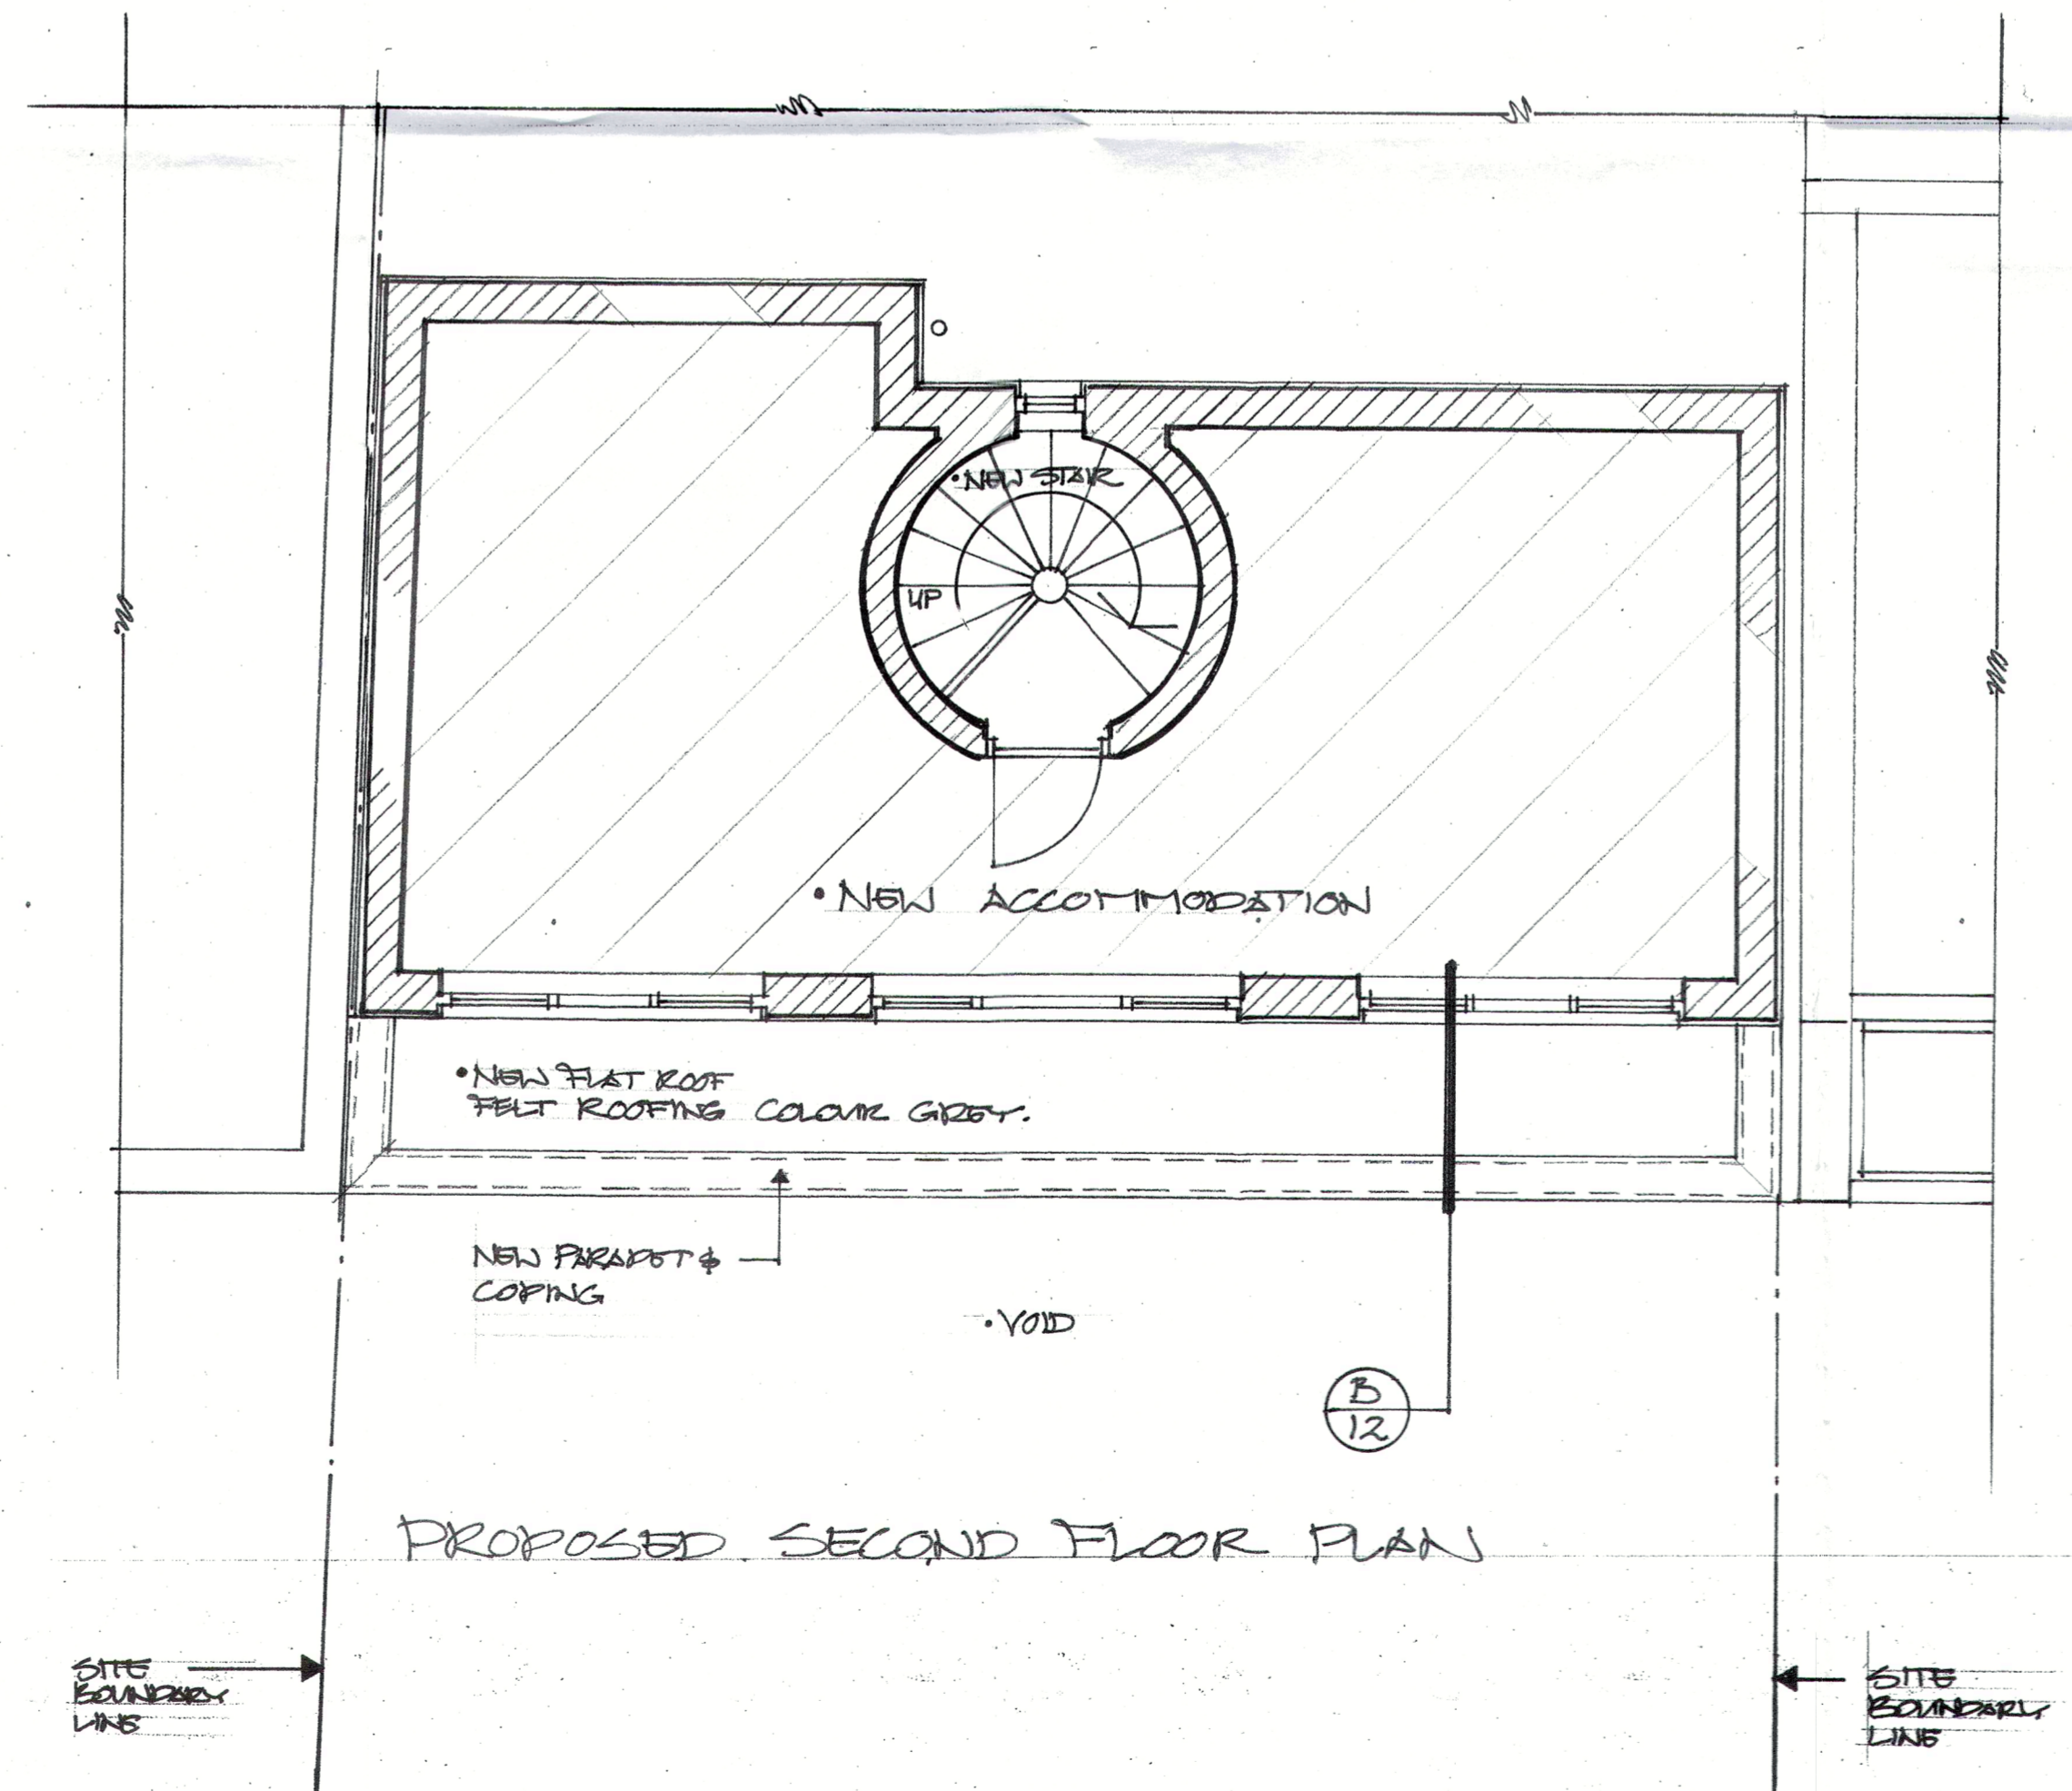 •NEW STAIR
UP
•NEW ACCOMMODATION
•NEW FLAT ROOF
FELT ROOFING COLOUR GREY.
NEW PARAPET &
COPING
•VOID
B
12
PROPOSED SECOND FLOOR PLAN
SITE
BOUNDARY
LINE
SITE
BOUNDARY
LINE